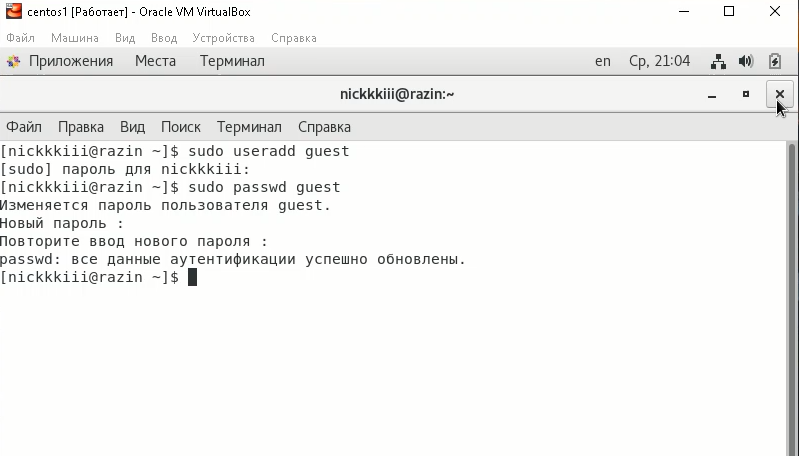 centos1 [Работает] - Oracle VM VirtualBox
Файл Машина Вид Ввод Устройства Справка
Приложения Места Терминал en Ср, 21:04
nickkkiii@razin:~
Файл Правка Вид Поиск Терминал Справка
[nickkkiii@razin ~]$ sudo useradd guest
[sudo] пароль для nickkkiii:
[nickkkiii@razin ~]$ sudo passwd guest
Изменяется пароль пользователя guest.
Новый пароль :
Повторите ввод нового пароля :
passwd: все данные аутентификации успешно обновлены.
[nickkkiii@razin ~]$